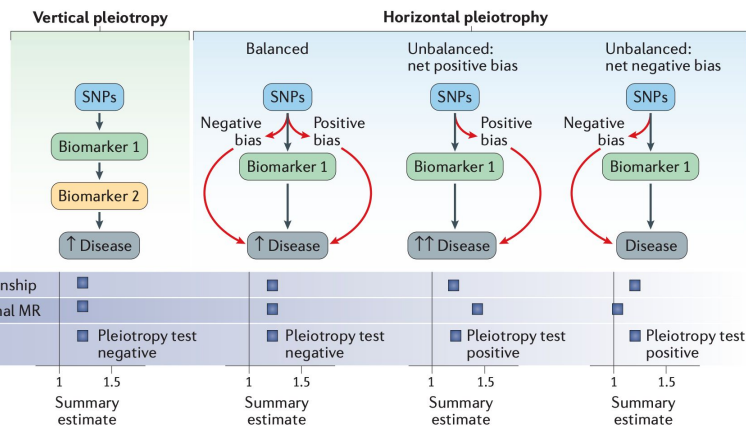 Vertical pleiotropy
Horizontal pleiotrophy
Balanced
Unbalanced:
net positive bias
Unbalanced:
net negative bias
SNPs
Biomarker 1
Biomarker 2
↑ Disease
SNPs
Negative
bias
Positive
bias
Biomarker 1
↑ Disease
SNPs
Positive
bias
Biomarker 1
↑↑ Disease
SNPs
Negative
bias
Biomarker 1
Disease
nship
nal MR
Pleiotropy test
negative
Pleiotropy test
negative
Pleiotropy test
positive
Pleiotropy test
positive
1 1.5
Summary
estimate
1 1.5
Summary
estimate
1 1.5
Summary
estimate
1 1.5
Summary
estimate